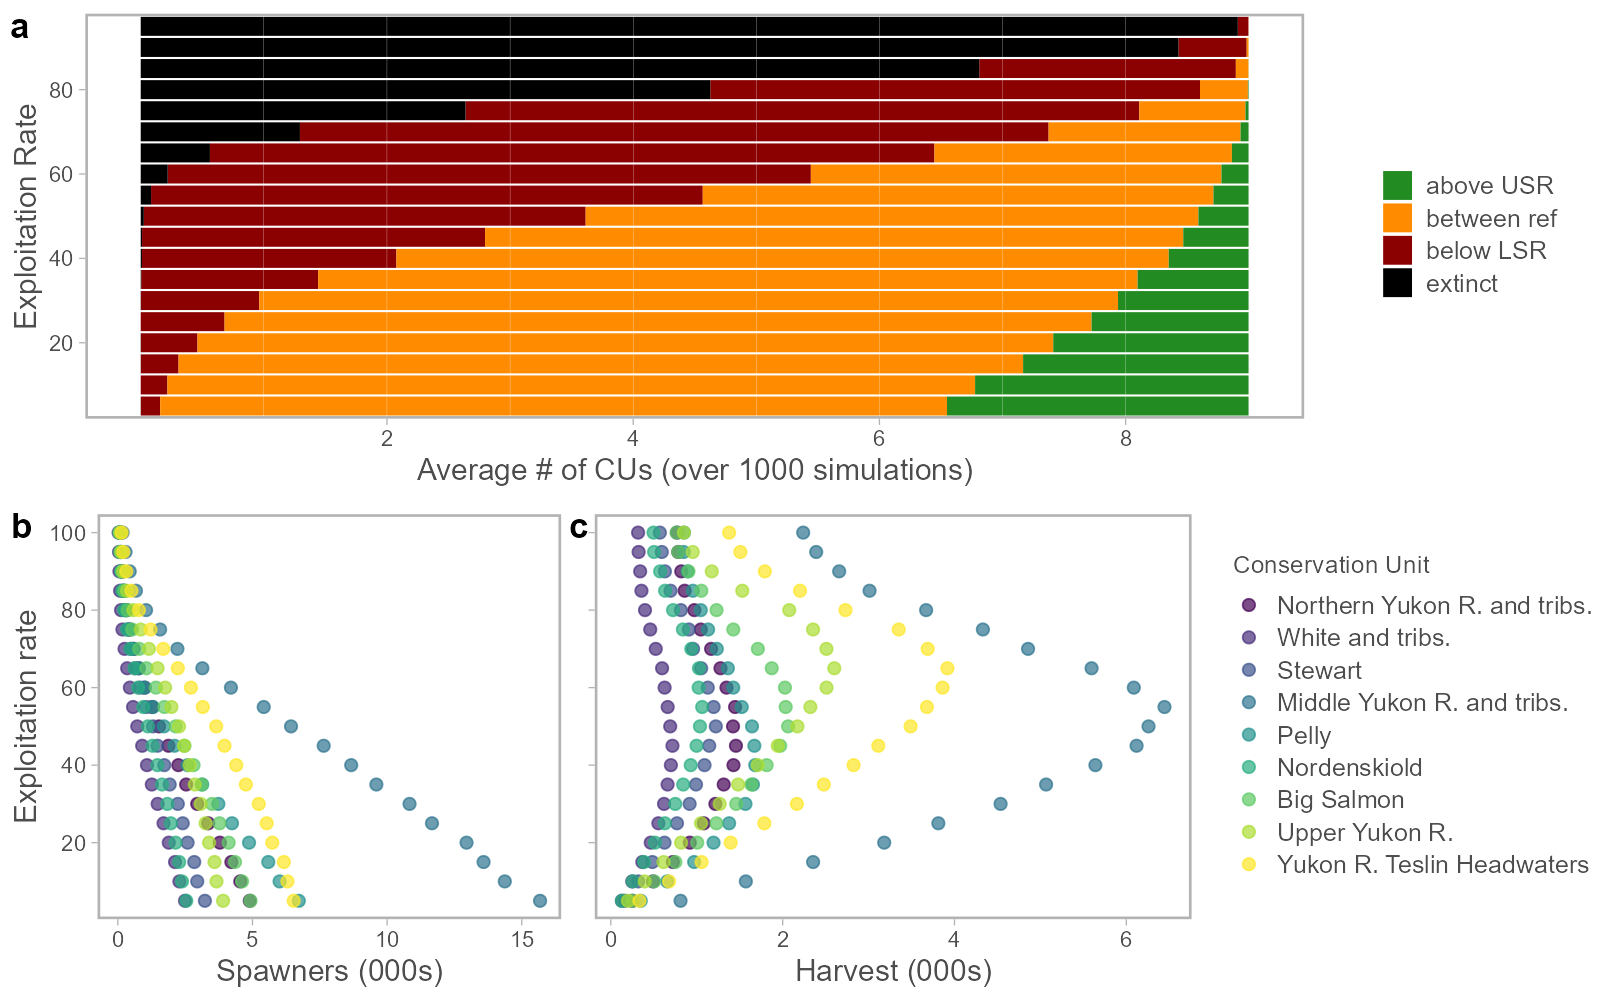 a
Exploitation Rate
80
60
40
20
2
4
6
8
Average # of CUs (over 1000 simulations)
above USR
between ref
below LSR
extinct
b
Exploitation rate
100
80
60
40
20
0
5
10
15
Spawners (000s)
c
0
2
4
6
Harvest (000s)
Conservation Unit
Northern Yukon R. and tribs.
White and tribs.
Stewart
Middle Yukon R. and tribs.
Pelly
Nordenskiold
Big Salmon
Upper Yukon R.
Yukon R. Teslin Headwaters